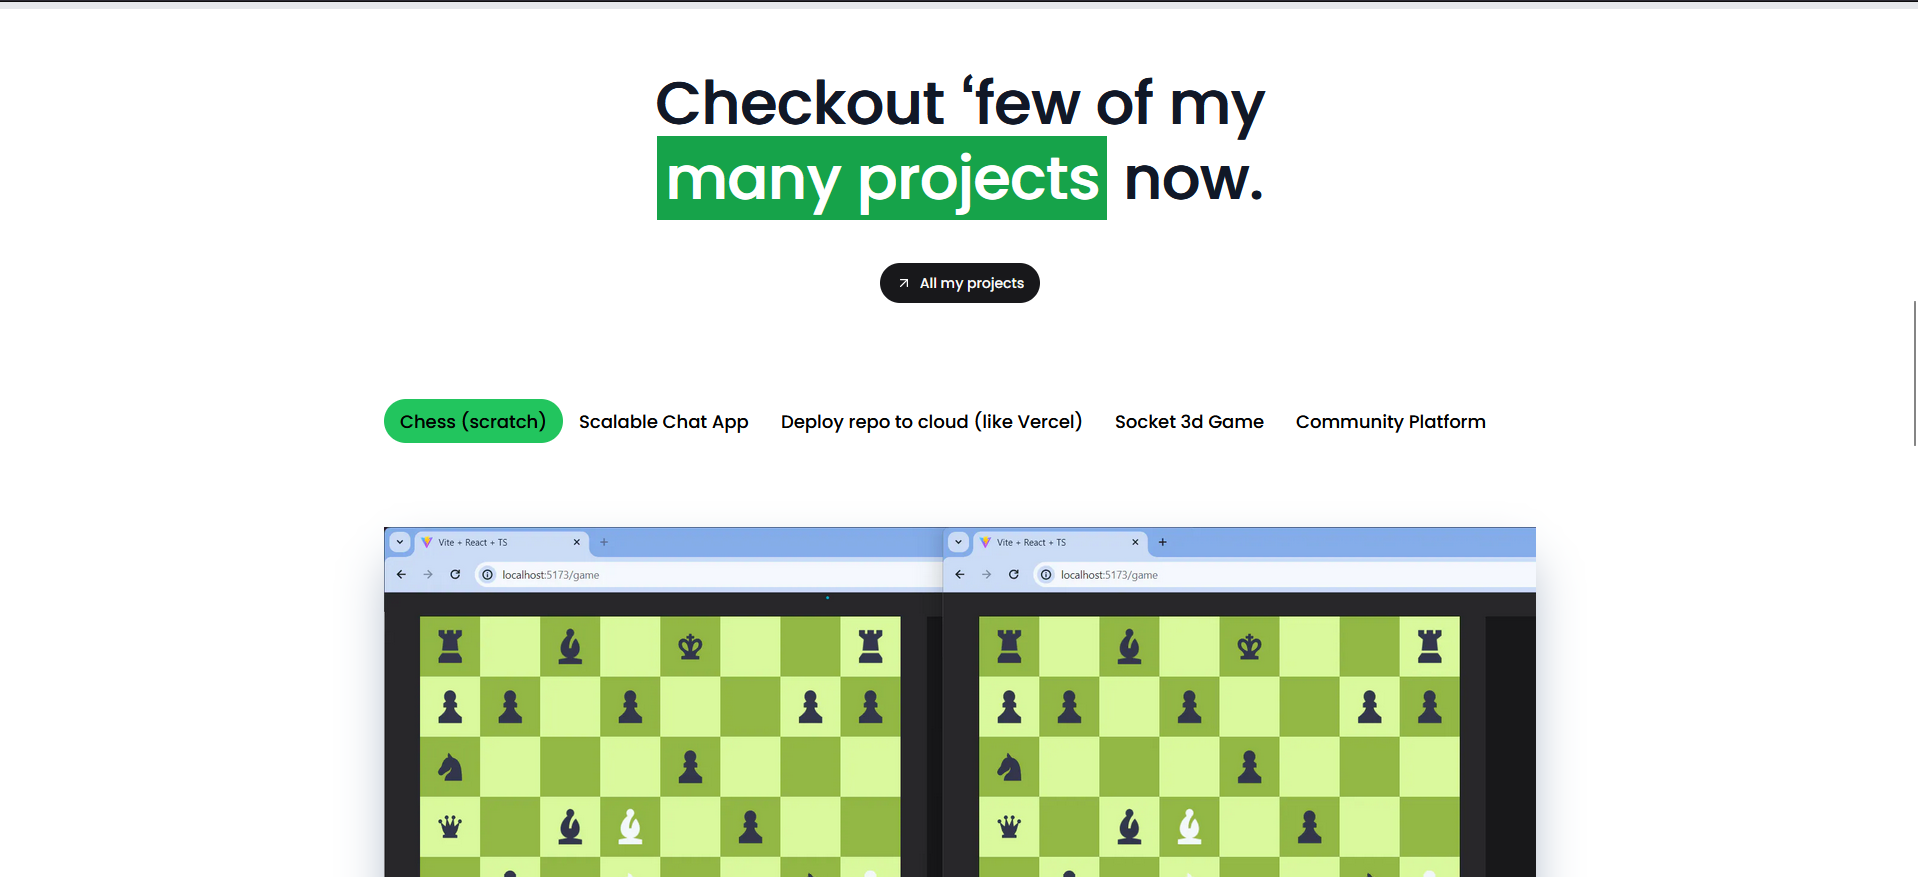 Checkout ‘few of my
many projects now.
All my projects
Chess (scratch) Scalable Chat App Deploy repo to cloud (like Vercel) Socket 3d Game Community Platform
Vite + React + TS Vite + React + TS
localhost:5173/game localhost:5173/game